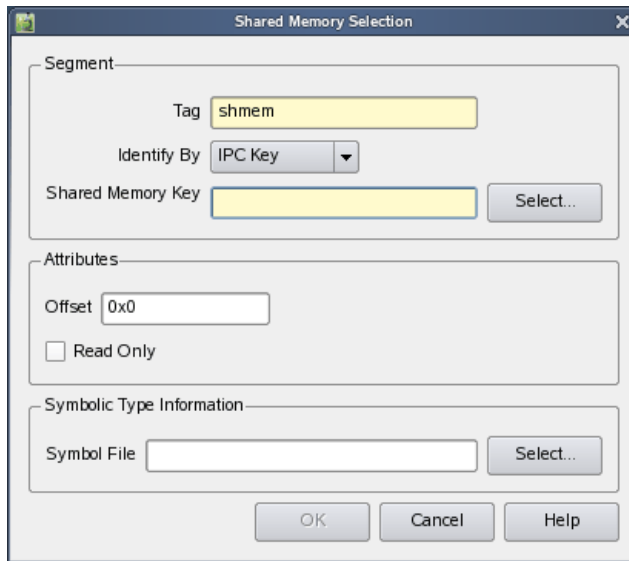 Shared Memory Selection
Segment
Tag shmem
Identify By IPC Key
Shared Memory Key Select...
Attributes
Offset 0x0
Read Only
Symbolic Type Information
Symbol File Select...
OK Cancel Help